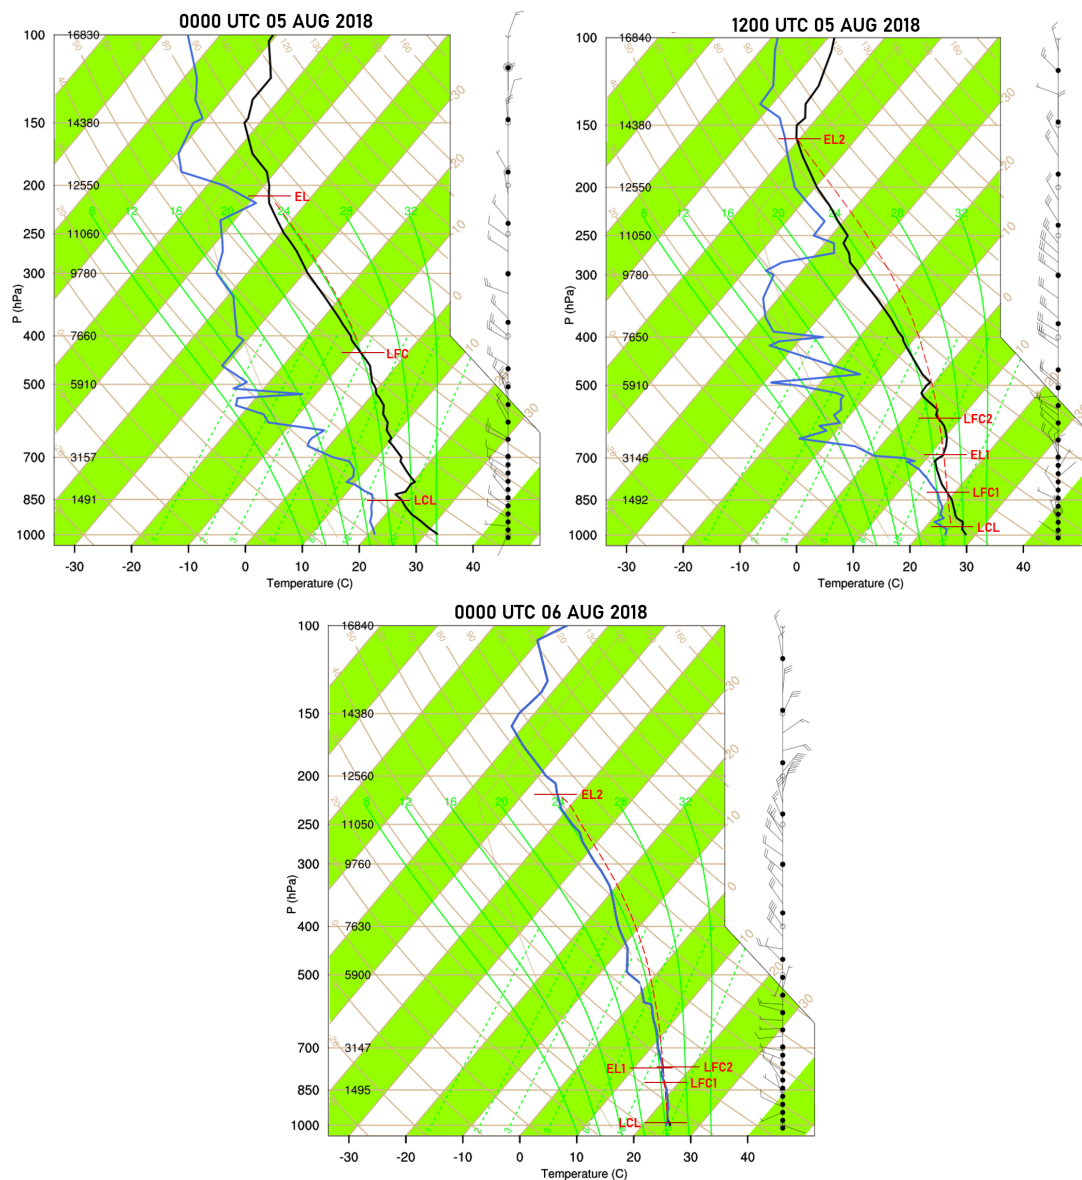 0000 UTC 05 AUG 2018
1200 UTC 05 AUG 2018
100 16830
150 14380
200 12550
250 11060
300 9780
400 7660
500 5910
700 3157
850 1491
1000
P (hPa)
8 12 16 20 24 28 32
EL
LFC
LCL
-30 -20 -10 0 10 20 30 40
Temperature (C)
100 16840
150 14380
200 12550
250 11050
300 9780
400 7650
500 5910
700 3146
850 1492
1000
P (hPa)
8 12 16 20 24 28 32
EL2
LFC2
EL1
LFC1
LCL
-30 -20 -10 0 10 20 30 40
Temperature (C)
0000 UTC 06 AUG 2018
100 16840
150 14380
200 12560
250 11050
300 9760
400 7630
500 5900
700 3147
850 1495
1000
P (hPa)
8 12 16 20 28 32
EL2
EL1 LFC2
LFC1
LCL
-30 -20 -10 0 10 20 30 40
Temperature (C)